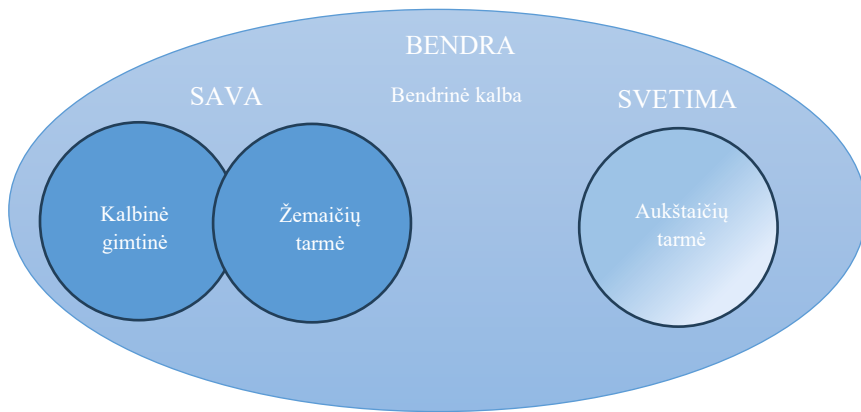 BENDRA
Bendrinė kalba
SAVA
SVETIMA
Kalbinė
gimtinė
Žemaičių
tarmė
Aukštaičių
tarmė